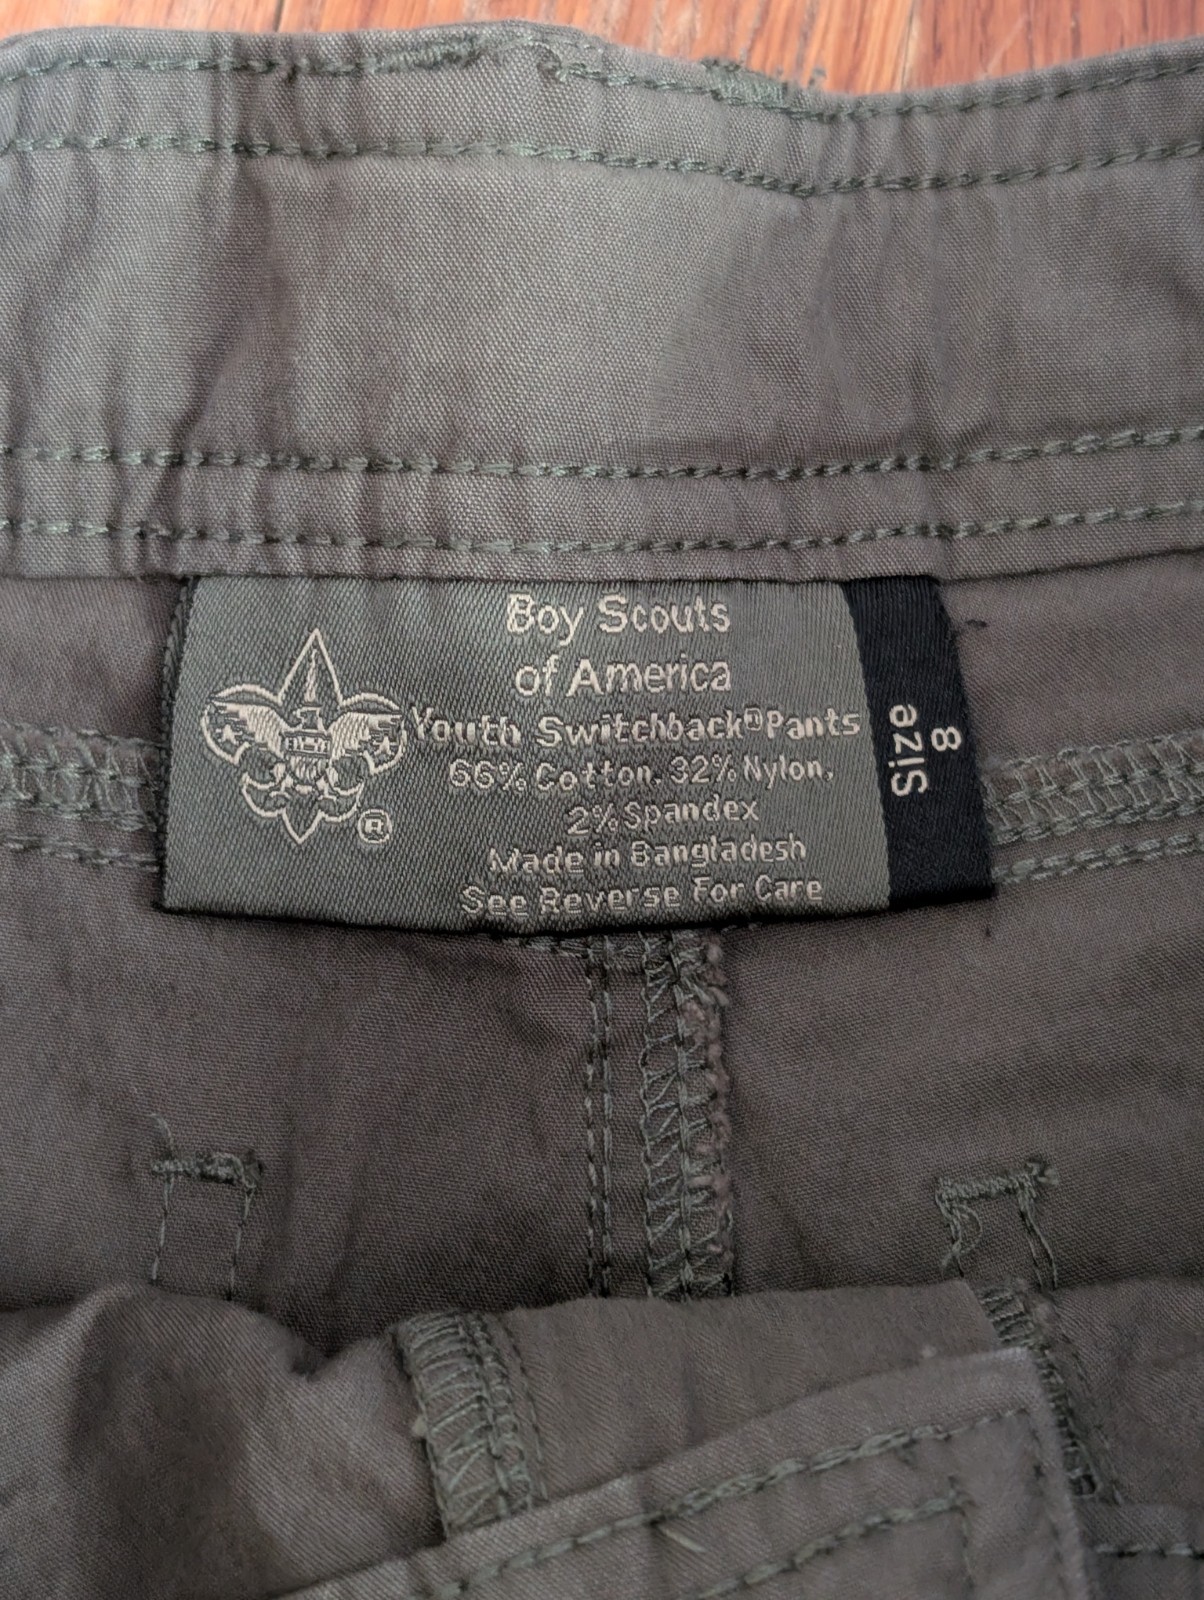 Boy Scouts
of America
Youth Switchback® Pants
66% Cotton, 32% Nylon,
2% Spandex
Made in Bangladesh
See Reverse For Care
®
Size
8